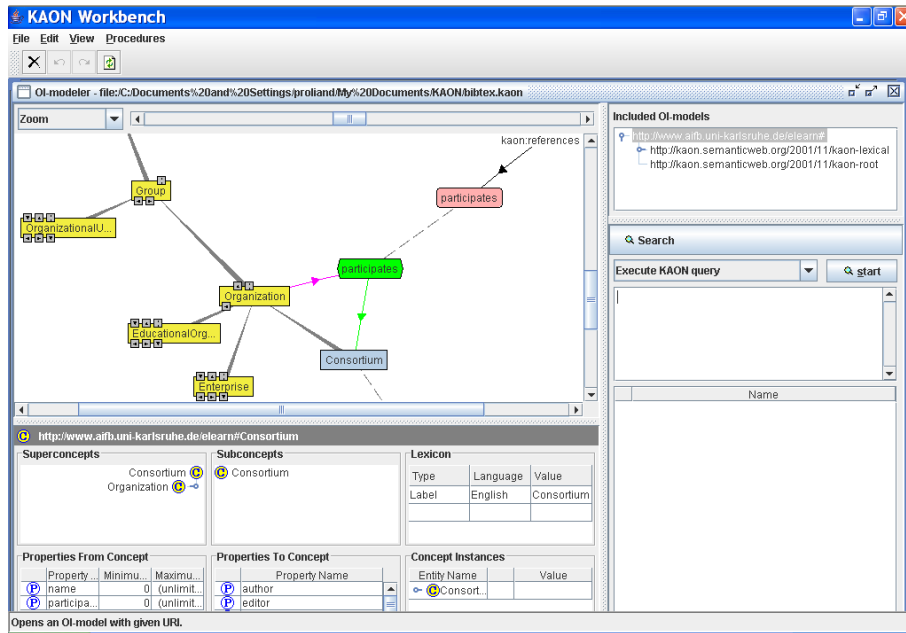 KAON Workbench
File Edit View Procedures
OI-modeler - file:/C:/Documents%20and%20Settings/proliand/My%20Documents/KAON/bibtex.kaon
Zoom
kaon:references
Group
participates
OrganizationalU...
participates
Organization
EducationalOrg...
Consortium
Enterprise
Included OI-models
http://www.aifb.uni-karlsruhe.de/elearn#
http://kaon.semanticweb.org/2001/11/kaon-lexical
http://kaon.semanticweb.org/2001/11/kaon-root
Search
Execute KAON query
start
Name
C http://www.aifb.uni-karlsruhe.de/elearn#Consortium
Superconcepts
Consortium C
Organization C
Subconcepts
C Consortium
Lexicon
Type Language Value
Label English Consortium
Properties From Concept
Property ... Minimu... Maximu...
P name 0 (unlimit...
P participa... 0 (unlimit...
Properties To Concept
Property Name
P author
P editor
Concept Instances
Entity Name Value
C Consort...
Opens an OI-model with given URI.